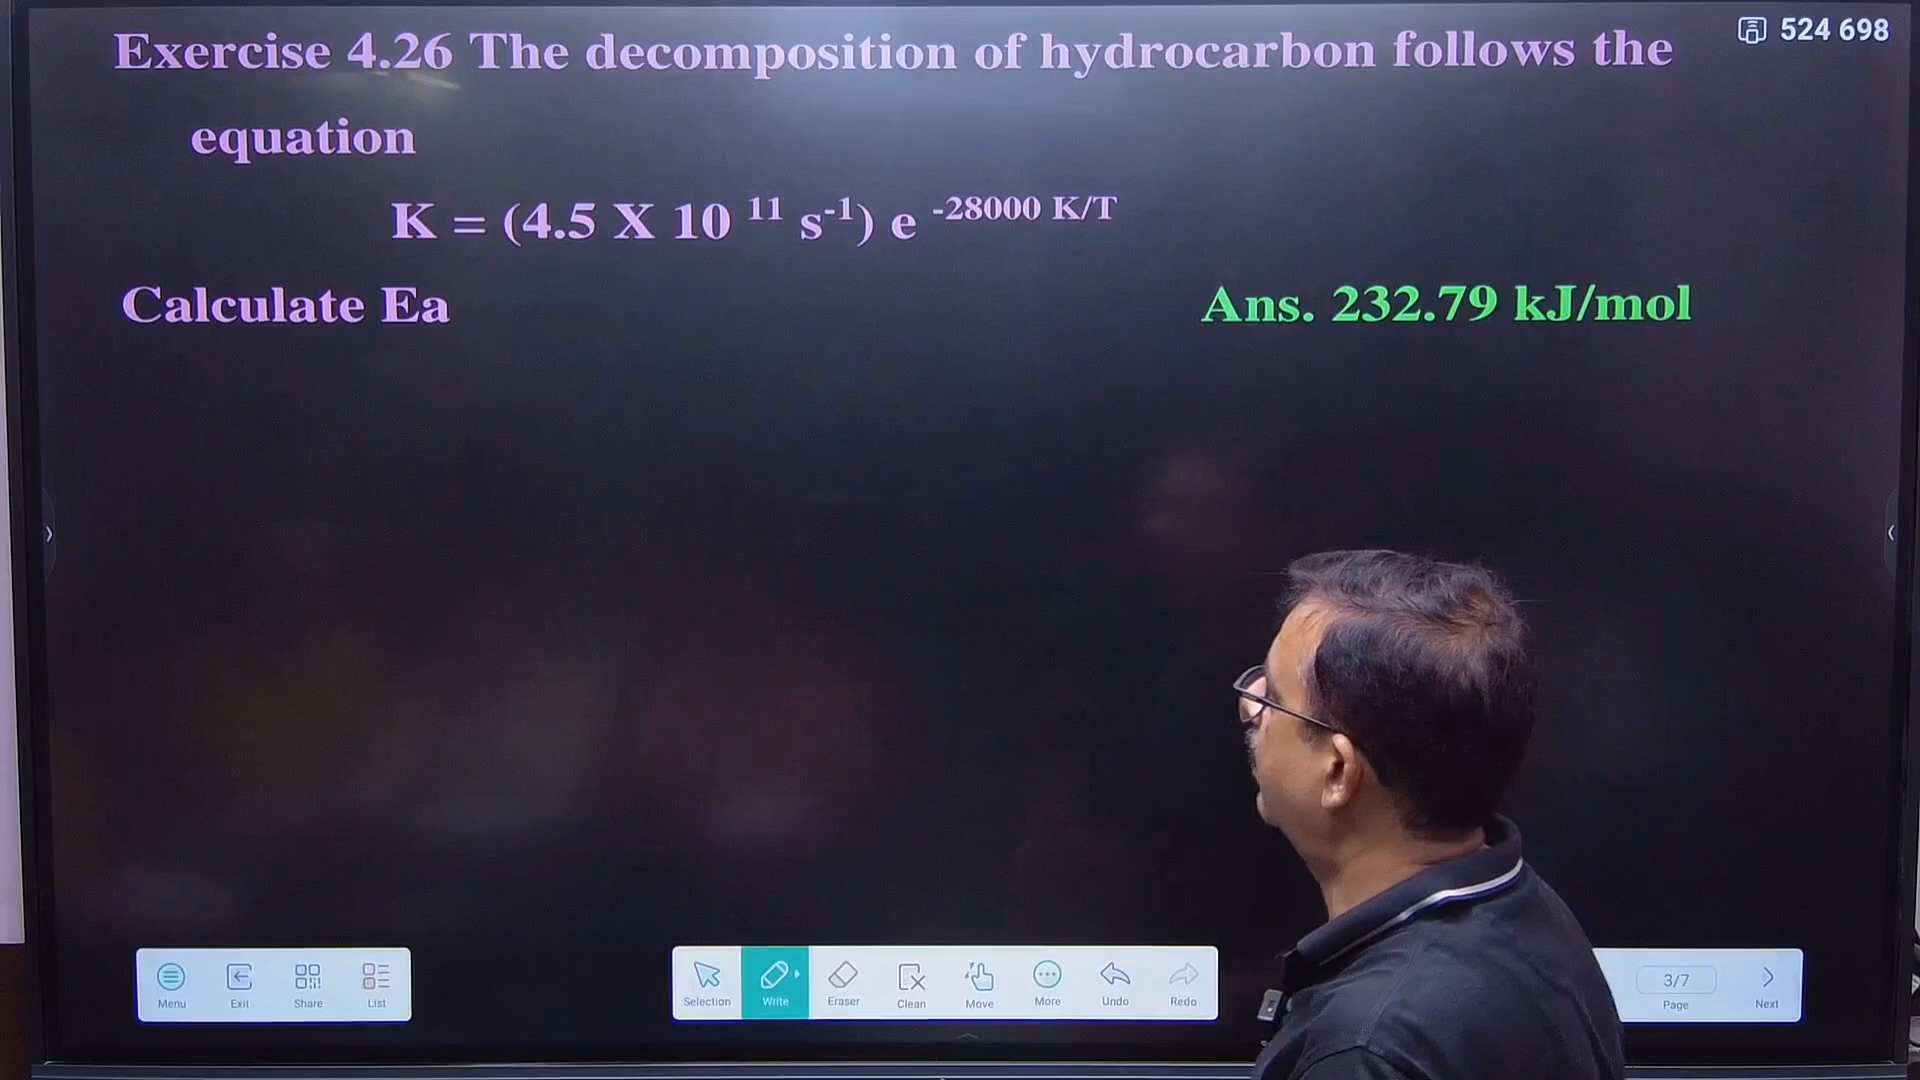 524 698
Exercise 4.26 The decomposition of hydrocarbon follows the
equation
K = (4.5 X 10 ¹¹ s⁻¹) e ⁻²⁸⁰⁰⁰ ᴷ/ᵀ
Calculate Ea
Ans. 232.79 kJ/mol
Menu Exit Share List
Selection Write Eraser Clean Move More Undo Redo
3/7
Page Next